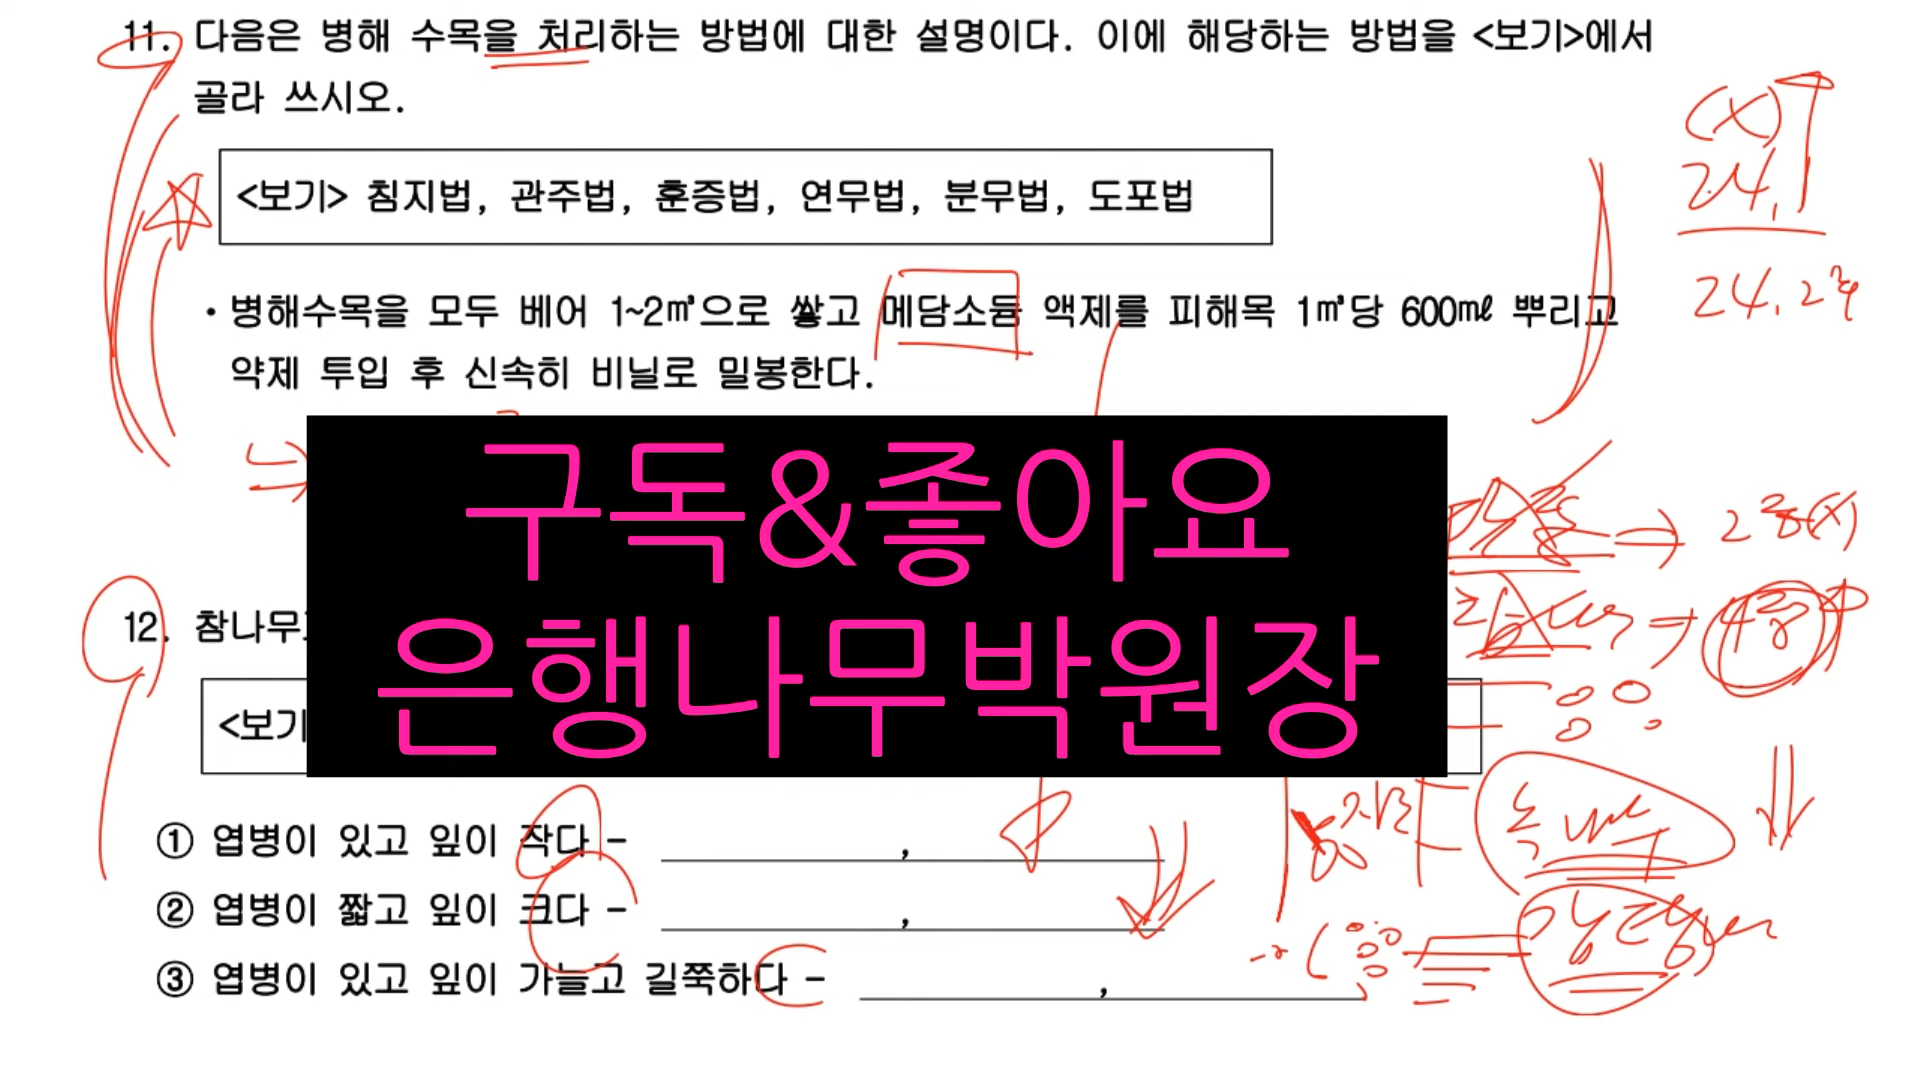 11. 다음은 병해 수목을 처리하는 방법에 대한 설명이다. 이에 해당하는 방법을 <보기>에서
골라 쓰시오.
<보기> 침지법, 관주법, 훈증법, 연무법, 분무법, 도포법
(X)
24.1
24.2
• 병해수목을 모두 베어 1~2㎥으로 쌓고 메담소듐 액제를 피해목 1㎥당 600㎖ 뿌리고
약제 투입 후 신속히 비닐로 밀봉한다.
구독&좋아요
은행나무박원장
12. 참나무
<보기
① 엽병이 있고 잎이 작다 - ,
② 엽병이 짧고 잎이 크다 - ,
③ 엽병이 있고 잎이 가늘고 길쭉하다 - ,